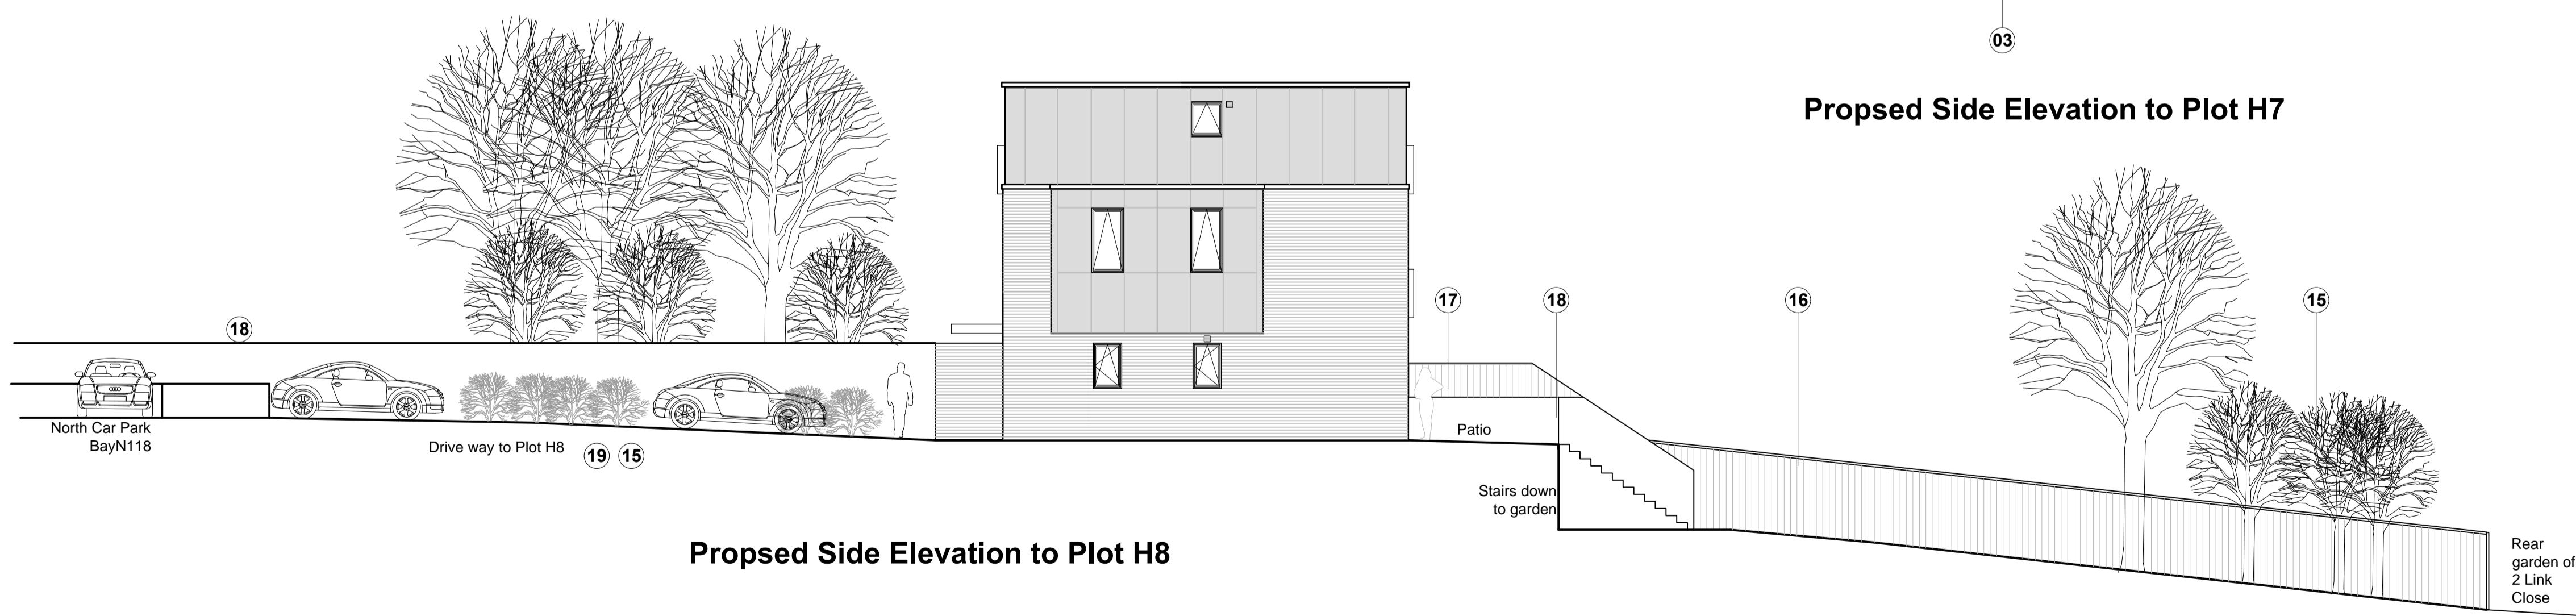 03
Propsed Side Elevation to Plot H7
17
18
16
15
18
North Car Park
BayN118
Drive way to Plot H8
19 15
Patio
Stairs down
to garden
Propsed Side Elevation to Plot H8
Rear
garden of
2 Link
Close